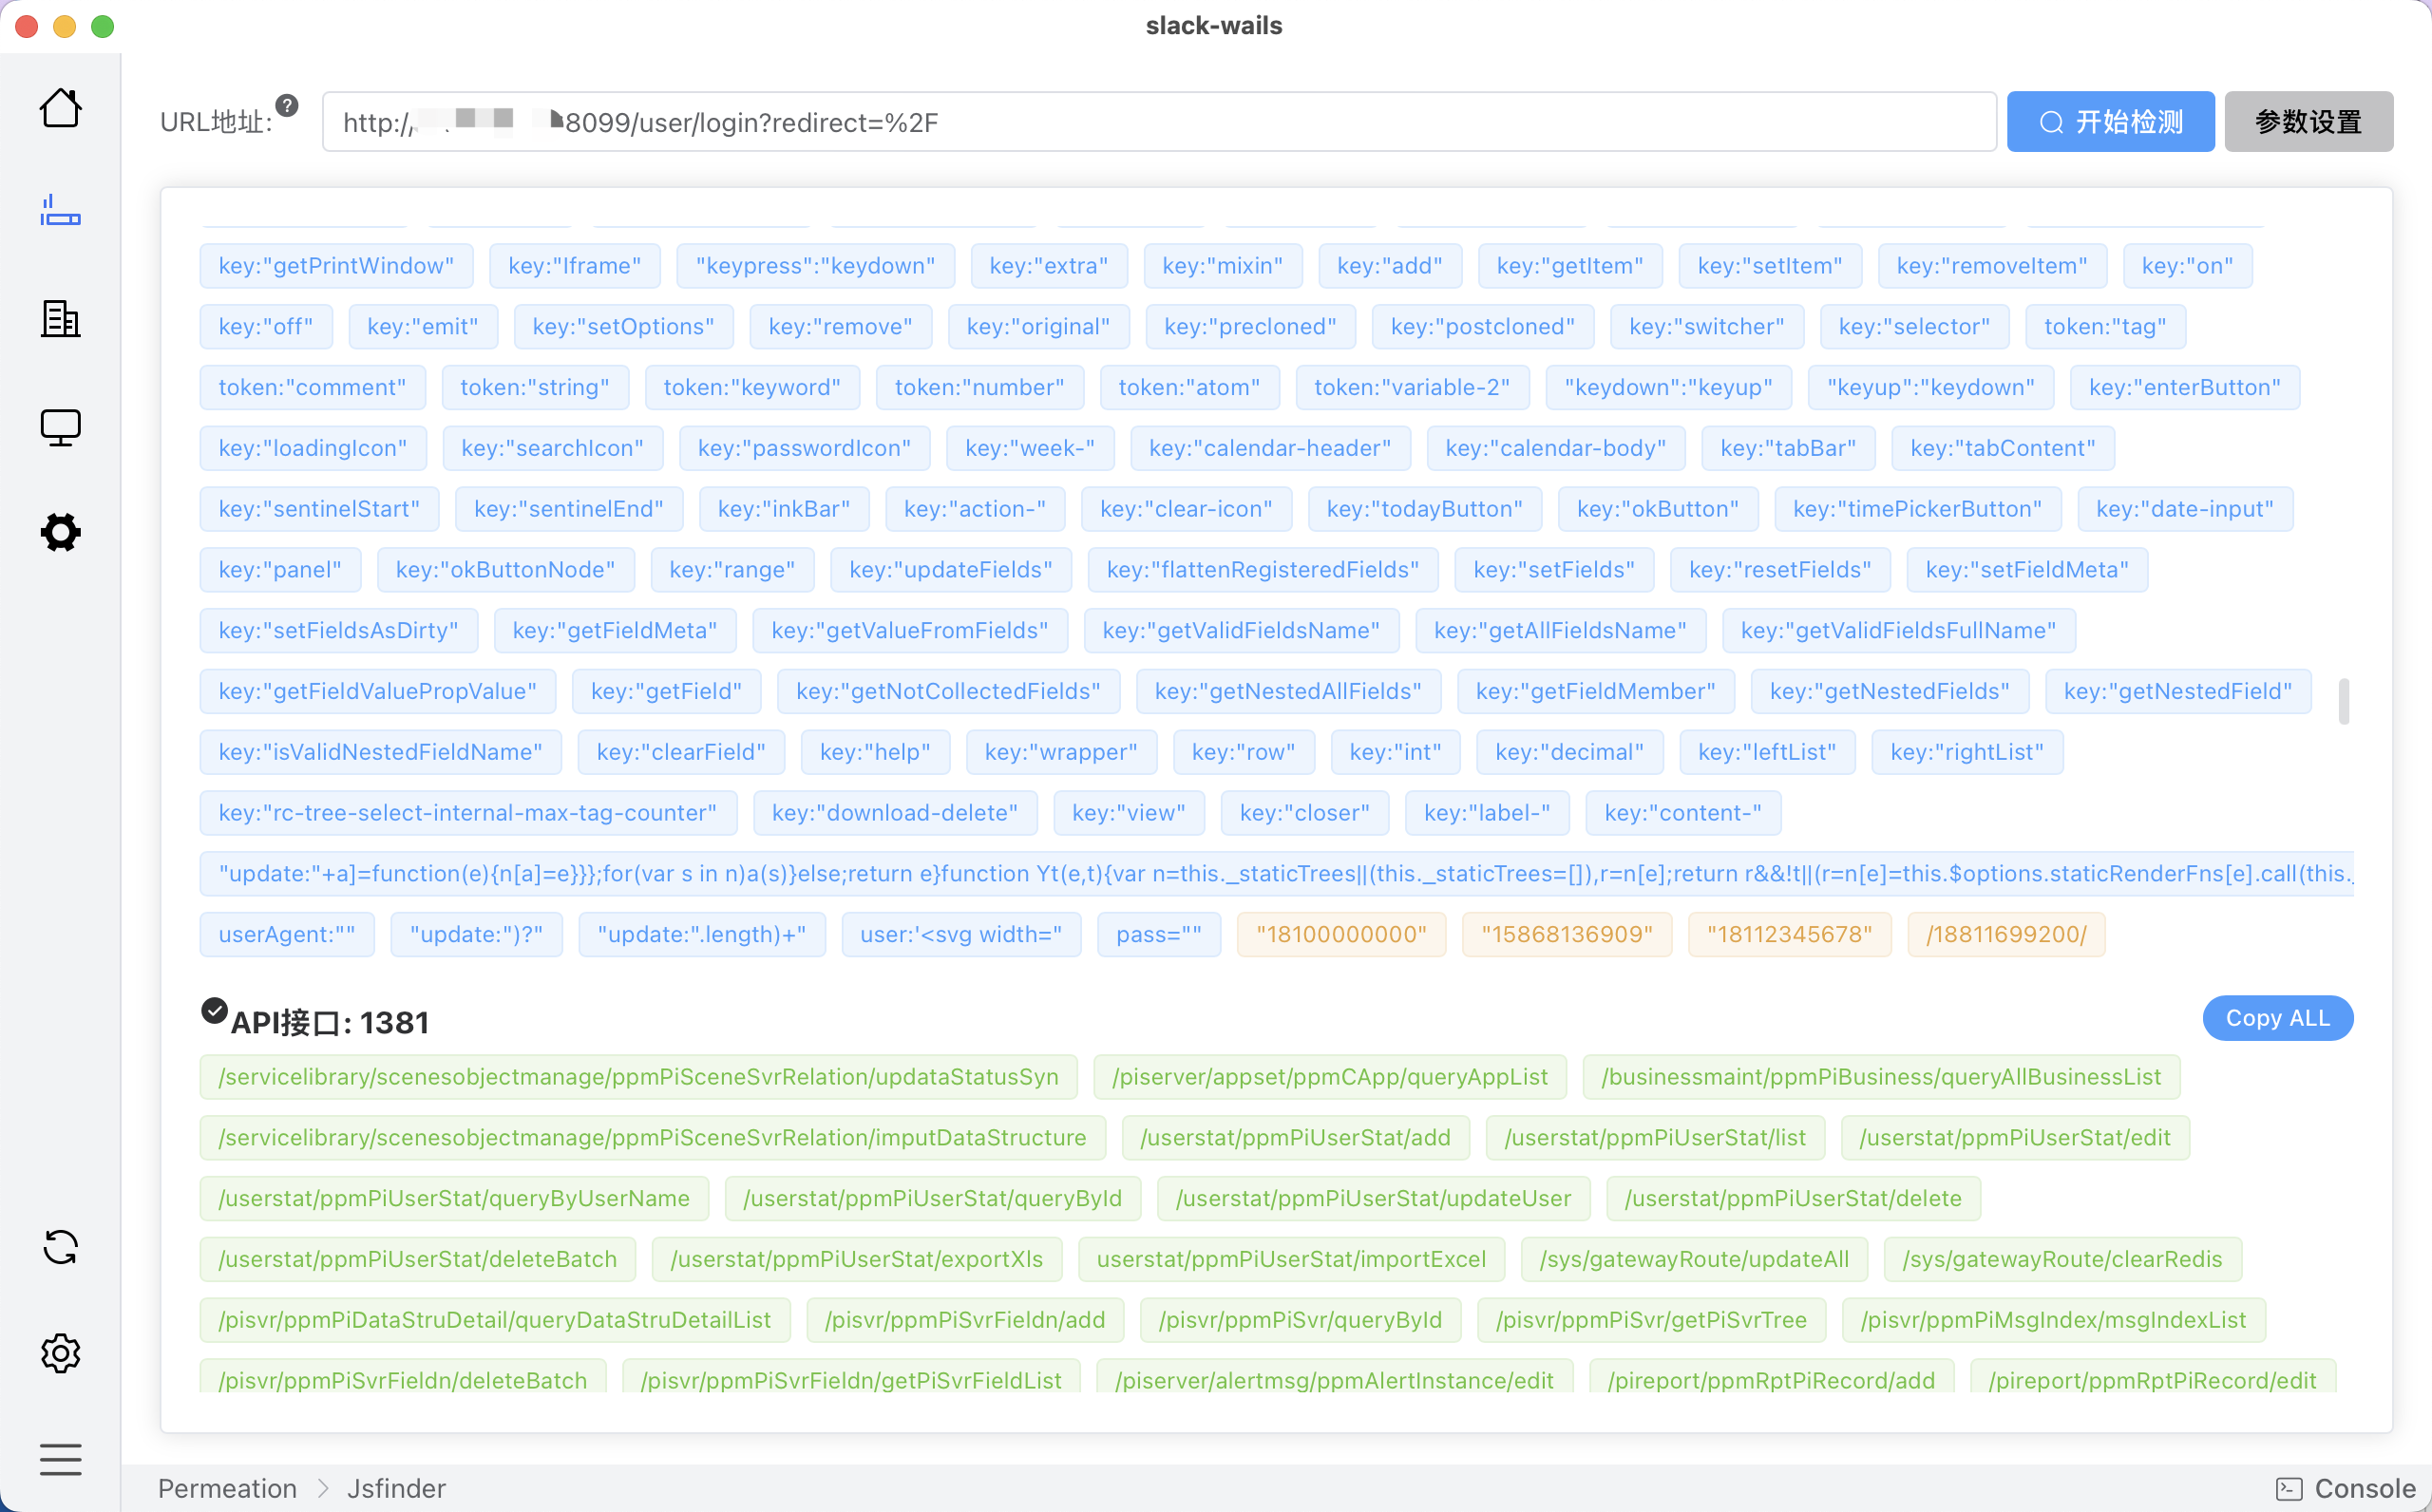 slack-wails
URL地址: ? http:/ 8099/user/login?redirect=%2F 开始检测 参数设置
key:"getPrintWindow" key:"Iframe" "keypress":"keydown" key:"extra" key:"mixin" key:"add" key:"getItem" key:"setItem" key:"removeItem" key:"on"
key:"off" key:"emit" key:"setOptions" key:"remove" key:"original" key:"precloned" key:"postcloned" key:"switcher" key:"selector" token:"tag"
token:"comment" token:"string" token:"keyword" token:"number" token:"atom" token:"variable-2" "keydown":"keyup" "keyup":"keydown" key:"enterButton"
key:"loadingIcon" key:"searchIcon" key:"passwordIcon" key:"week-" key:"calendar-header" key:"calendar-body" key:"tabBar" key:"tabContent"
key:"sentinelStart" key:"sentinelEnd" key:"inkBar" key:"action-" key:"clear-icon" key:"todayButton" key:"okButton" key:"timePickerButton" key:"date-input"
key:"panel" key:"okButtonNode" key:"range" key:"updateFields" key:"flattenRegisteredFields" key:"setFields" key:"resetFields" key:"setFieldMeta"
key:"setFieldsAsDirty" key:"getFieldMeta" key:"getValueFromFields" key:"getValidFieldsName" key:"getAllFieldsName" key:"getValidFieldsFullName"
key:"getFieldValuePropValue" key:"getField" key:"getNotCollectedFields" key:"getNestedAllFields" key:"getFieldMember" key:"getNestedFields" key:"getNestedField"
key:"isValidNestedFieldName" key:"clearField" key:"help" key:"wrapper" key:"row" key:"int" key:"decimal" key:"leftList" key:"rightList"
key:"rc-tree-select-internal-max-tag-counter" key:"download-delete" key:"view" key:"closer" key:"label-" key:"content-"
"update:"+a]=function(e){n[a]=e}}};for(var s in n)a(s)}else;return e}function Yt(e,t){var n=this._staticTrees||(this._staticTrees=[]),r=n[e];return r&&!t||(r=n[e]=this.$options.staticRenderFns[e].call(this._
userAgent:"" "update:")?" "update:".length)+" user:'<svg width=" pass="" "18100000000" "15868136909" "18112345678" /18811699200/
API接口: 1381 Copy ALL
/servicelibrary/scenesobjectmanage/ppmPiSceneSvrRelation/updataStatusSyn /piserver/appset/ppmCApp/queryAppList /businessmaint/ppmPiBusiness/queryAllBusinessList
/servicelibrary/scenesobjectmanage/ppmPiSceneSvrRelation/imputDataStructure /userstat/ppmPiUserStat/add /userstat/ppmPiUserStat/list /userstat/ppmPiUserStat/edit
/userstat/ppmPiUserStat/queryByUserName /userstat/ppmPiUserStat/queryById /userstat/ppmPiUserStat/updateUser /userstat/ppmPiUserStat/delete
/userstat/ppmPiUserStat/deleteBatch /userstat/ppmPiUserStat/exportXls userstat/ppmPiUserStat/importExcel /sys/gatewayRoute/updateAll /sys/gatewayRoute/clearRedis
/pisvr/ppmPiDataStruDetail/queryDataStruDetailList /pisvr/ppmPiSvrFieldn/add /pisvr/ppmPiSvr/queryById /pisvr/ppmPiSvr/getPiSvrTree /pisvr/ppmPiMsgIndex/msgIndexList
/pisvr/ppmPiSvrFieldn/deleteBatch /pisvr/ppmPiSvrFieldn/getPiSvrFieldList /piserver/alertmsg/ppmAlertInstance/edit /pireport/ppmRptPiRecord/add /pireport/ppmRptPiRecord/edit
Permeation > Jsfinder Console